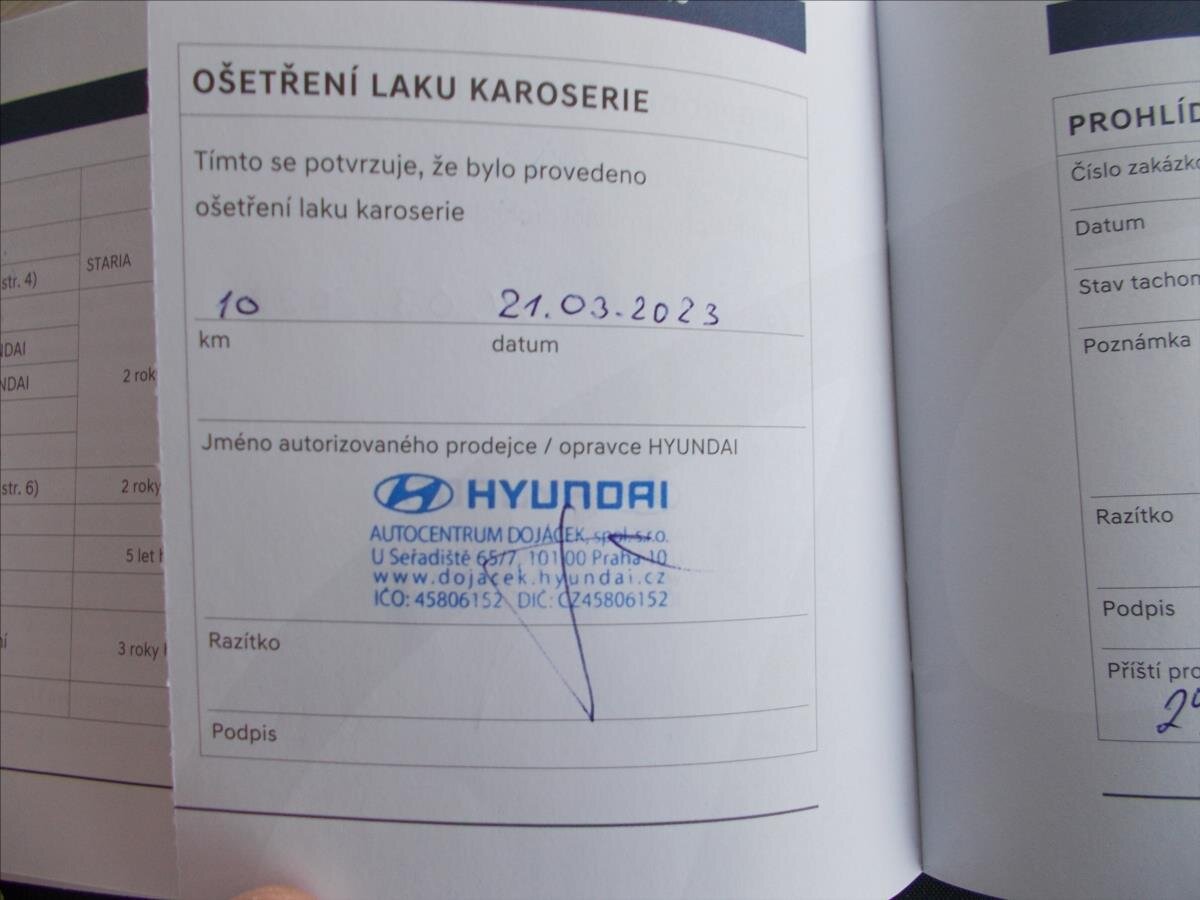 str. 4)
STARIA
2 roky
str. 6)
2 roky
5 let
3 roky
OŠETŘENÍ LAKU KAROSERIE
Tímto se potvrzuje, že bylo provedeno
ošetření laku karoserie
10 21.03.2023
km datum
Jméno autorizovaného prodejce / opravce HYUNDAI
HYUNDAI
AUTOCENTRUM DOJÁČEK, spol. s r.o.
U Seřadiště 65/7, 101 00 Praha 10
www.dojacek.hyundai.cz
IČO: 45806152 DIČ: CZ45806152
Razítko
Podpis
PROHLÍD
Číslo zakázk
Datum
Stav tachom
Poznámka
Razítko
Podpis
Příští pro